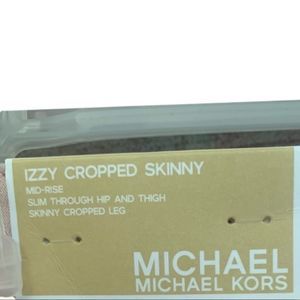 IZZY CROPPED SKINNY
MID-RISE
SLIM THROUGH HIP AND THIGH
SKINNY CROPPED LEG
MICHAEL
MICHAEL KORS